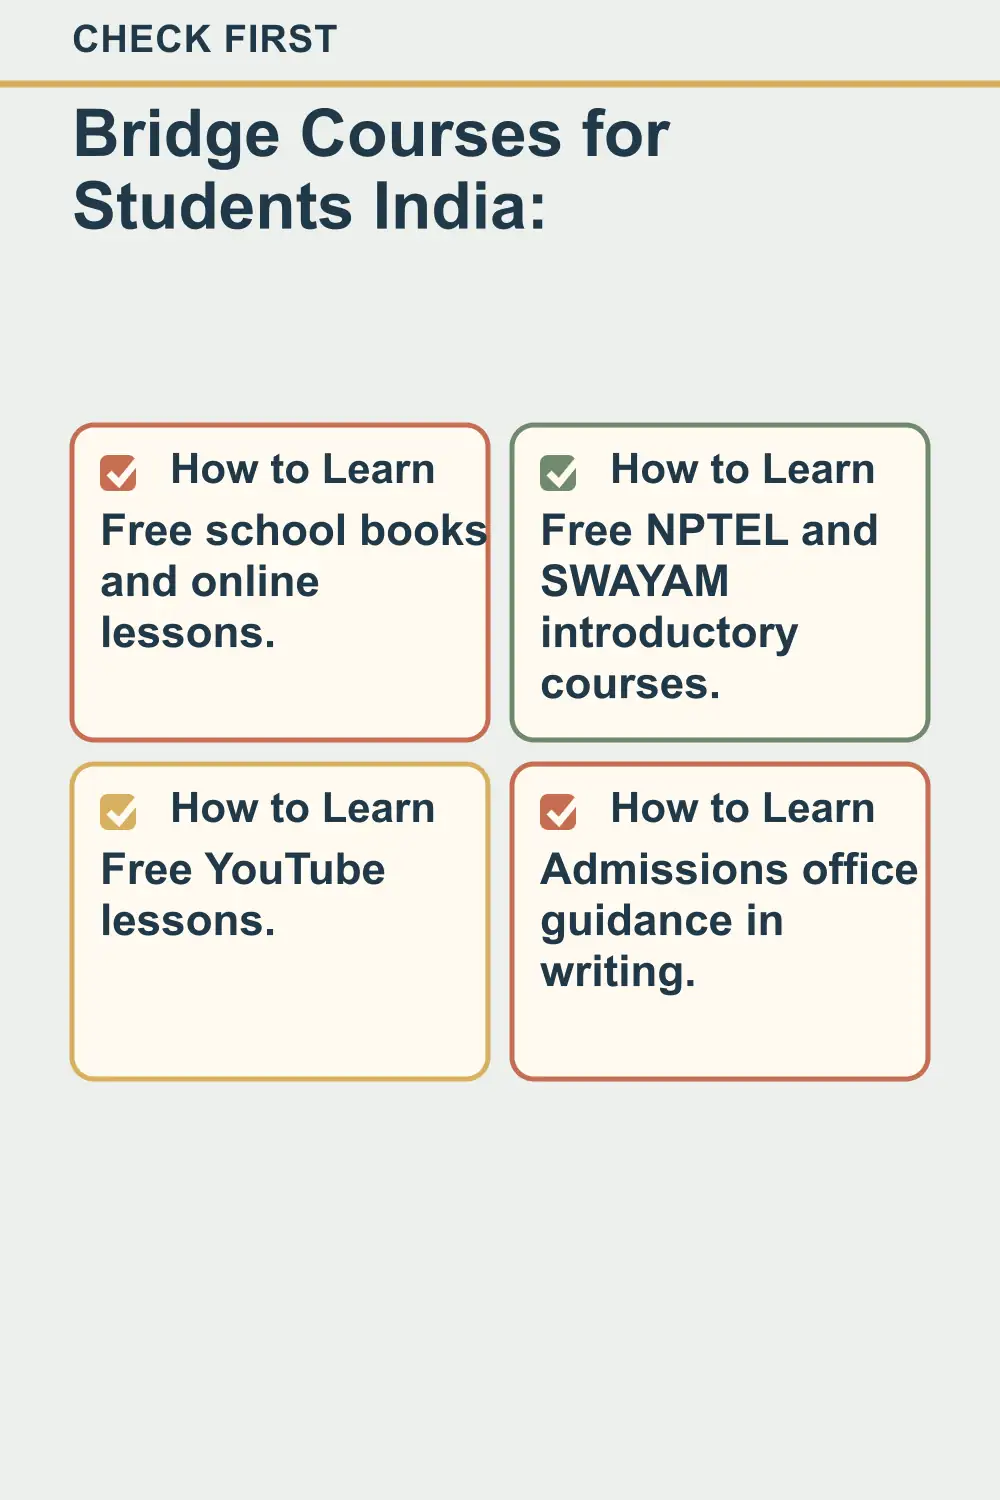 CHECK FIRST
Bridge Courses for
Students India:
How to Learn
Free school books
and online
lessons.
How to Learn
Free NPTEL and
SWAYAM
introductory
courses.
How to Learn
Free YouTube
lessons.
How to Learn
Admissions office
guidance in
writing.